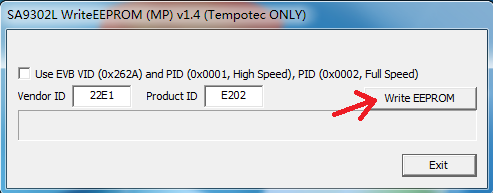 SA9302L WriteEEPROM (MP) v1.4 (Tempotec ONLY)
Use EVB VID (0x262A) and PID (0x0001, High Speed), PID (0x0002, Full Speed)
Vendor ID 22E1 Product ID E202 Write EEPROM
Exit